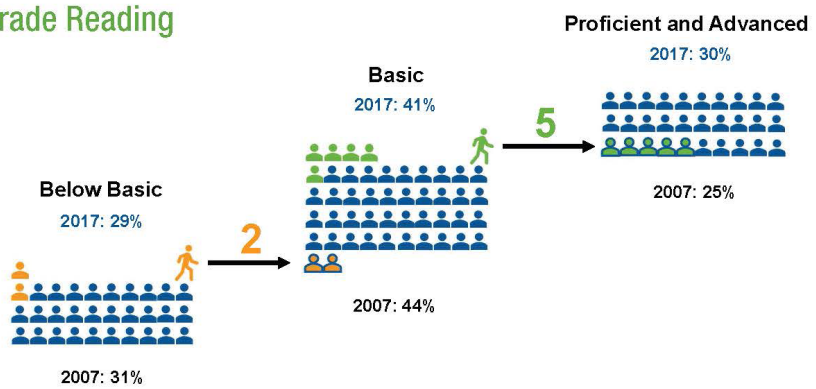 rade Reading
Proficient and Advanced
2017: 30%
Basic
2017: 41%
5
2007: 25%
Below Basic
2017: 29%
2
2007: 44%
2007: 31%